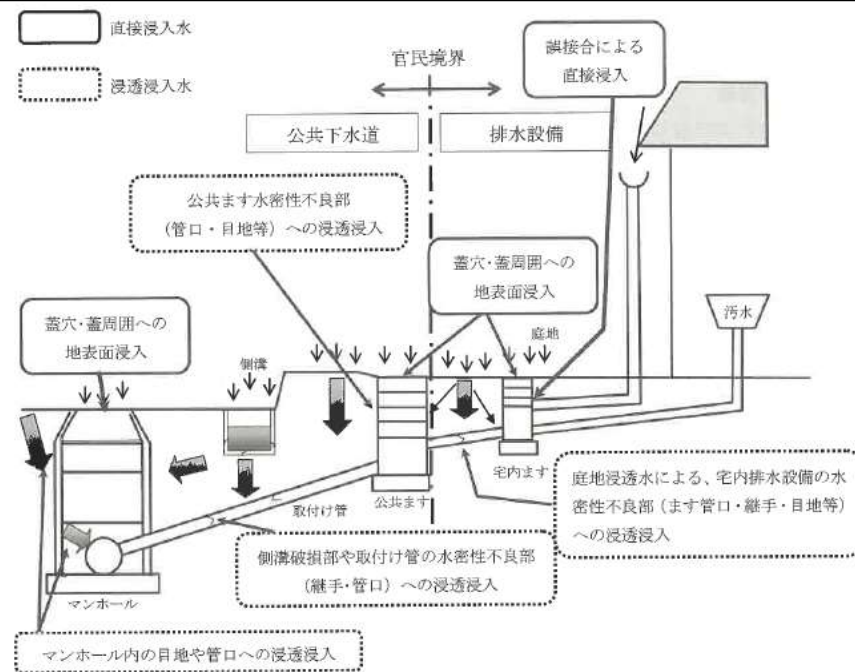 直接浸入水
浸透浸入水
官民境界
誤接合による
直接浸入
公共下水道
排水設備
公共ます水密性不良部
(管口・目地等)への浸透浸入
蓋穴・蓋周囲への
地表面浸入
汚水
蓋穴・蓋周囲への
地表面浸入
側溝
庭地
宅内ます
公共ます
取付け管
庭地浸透水による、宅内排水設備の水
密性不良部(ます管口・継手・目地等)
への浸透浸入
側溝破損部や取付け管の水密性不良部
(継手・管口)への浸透浸入
マンホール
マンホール内の目地や管口への浸透浸入